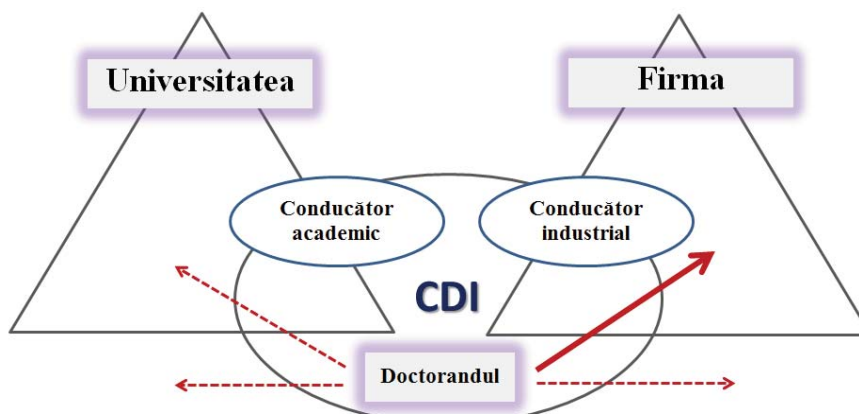 Universitatea
Firma
Conducător
academic
Conducător
industrial
CDI
Doctorandul